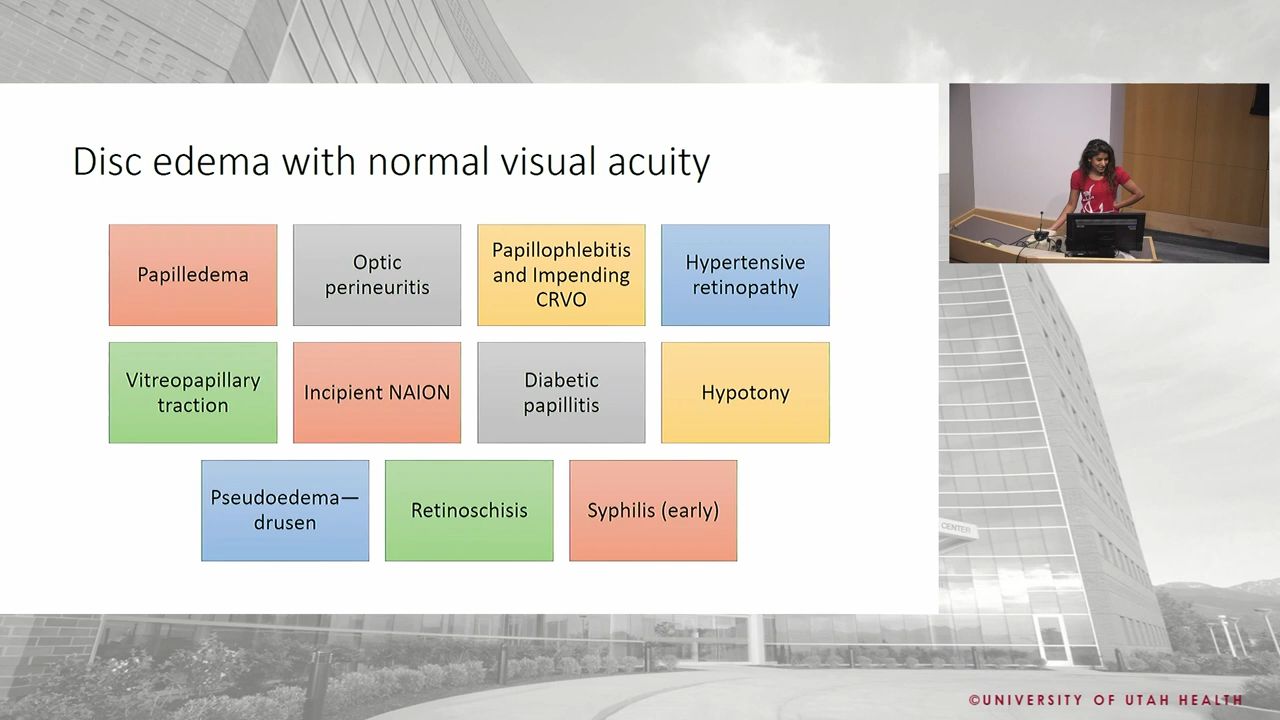 Disc edema with normal visual acuity
Papilledema
Optic
perineuritis
Papillophlebitis
and Impending
CRVO
Hypertensive
retinopathy
Vitreopapillary
traction
Incipient NAION
Diabetic
papillitis
Hypotony
Pseudoedema—
drusen
Retinoschisis
Syphilis (early)
CENTER
©UNIVERSITY OF UTAH HEALTH